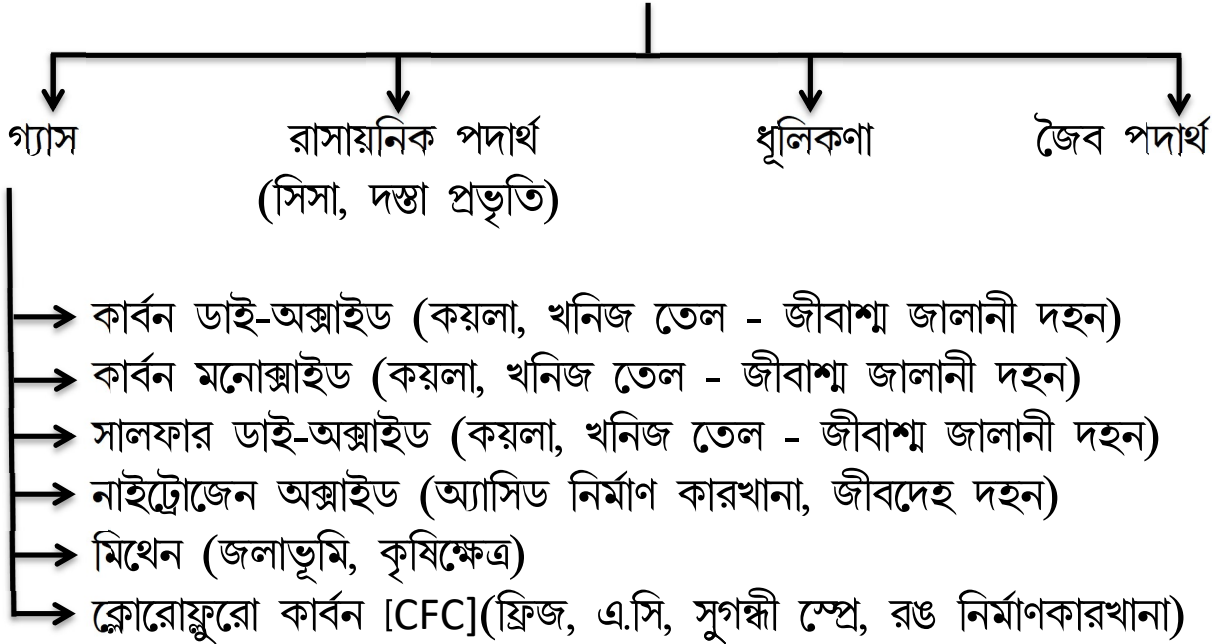 গ্যাস রাসায়নিক পদার্থ ধূলিকণা জৈব পদার্থ
(সিসা, দস্তা প্রভৃতি)
কার্বন ডাই-অক্সাইড (কয়লা, খনিজ তেল - জীবাশ্ম জালানী দহন)
কার্বন মনোক্সাইড (কয়লা, খনিজ তেল - জীবাশ্ম জালানী দহন)
সালফার ডাই-অক্সাইড (কয়লা, খনিজ তেল - জীবাশ্ম জালানী দহন)
নাইট্রোজেন অক্সাইড (অ্যাসিড নির্মাণ কারখানা, জীবদেহ দহন)
মিথেন (জলাভূমি, কৃষিক্ষেত্র)
ক্লোরোফ্লুরো কার্বন [CFC](ফ্রিজ, এ.সি, সুগন্ধী স্প্রে, রঙ নির্মাণকারখানা)